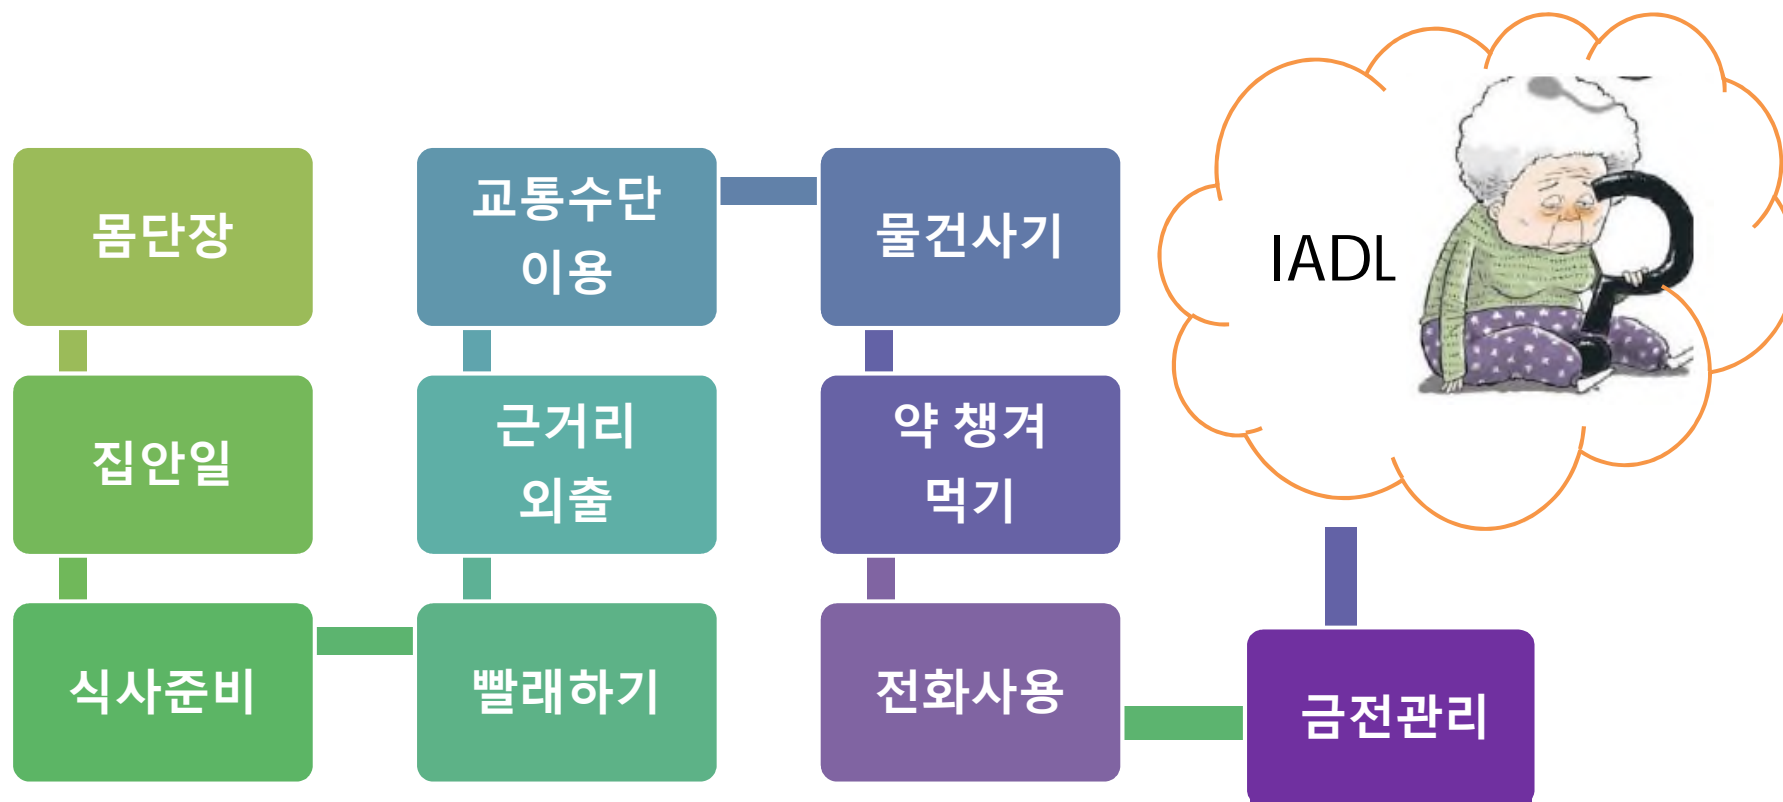 몸단장
집안일
식사준비
빨래하기
근거리
외출
교통수단
이용
물건사기
약 챙겨
먹기
전화사용
금전관리
IADL